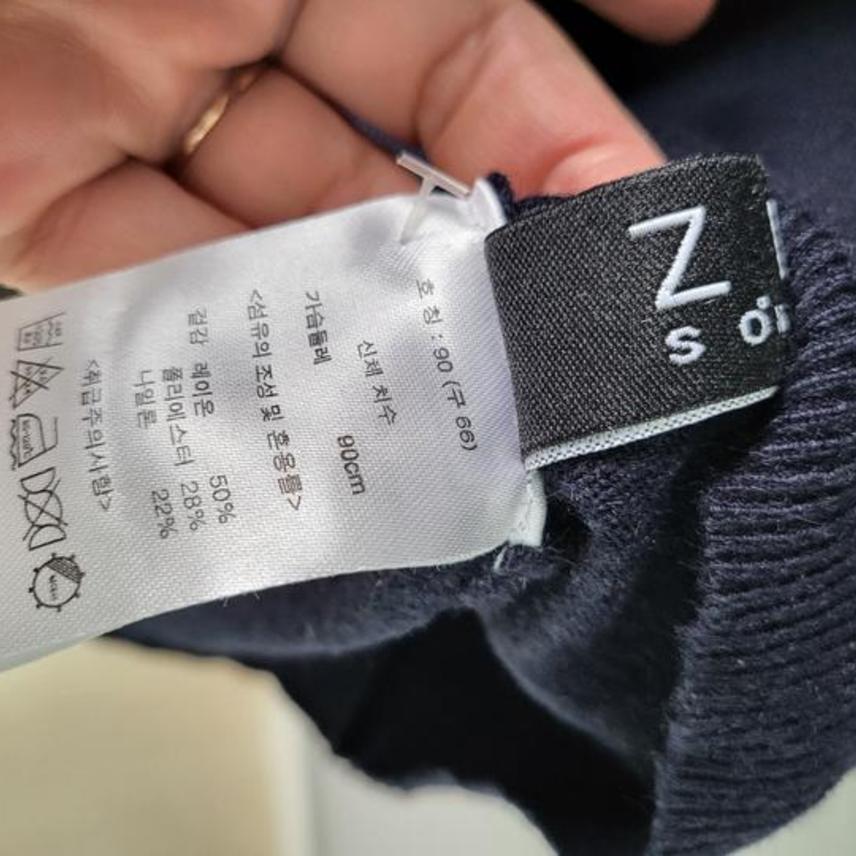 호 칭 : 90 (구 66)
신체 치수
가슴둘레 90cm
<섬유의 조성 및 혼용률>
겉감 레이온 50%
폴리에스터 28%
나일론 22%
<취급주의사항>
Z
s